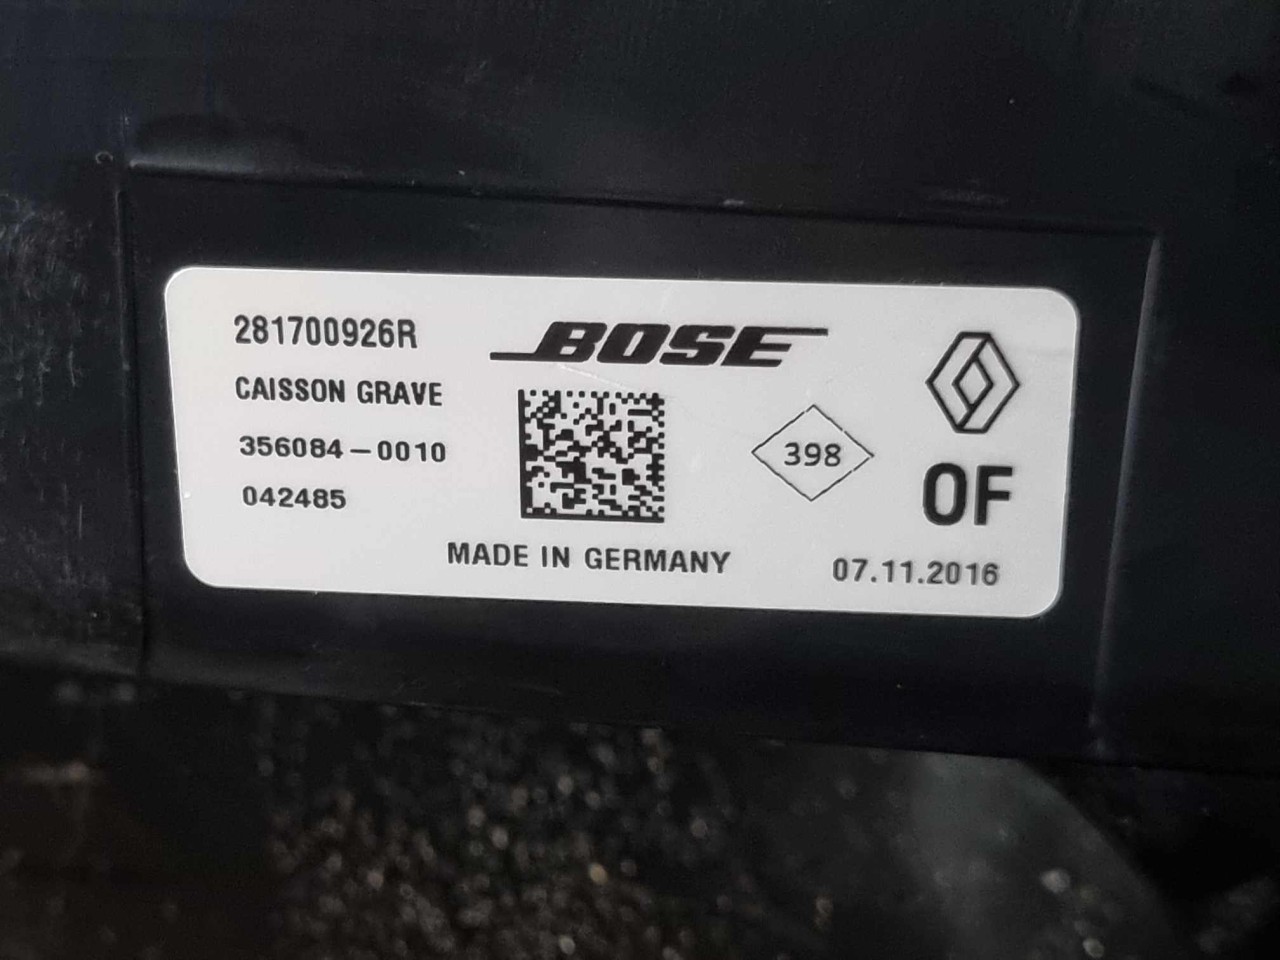 281700926R
BOSE
CAISSON GRAVE
356084-0010
398
042485
OF
MADE IN GERMANY
07.11.2016